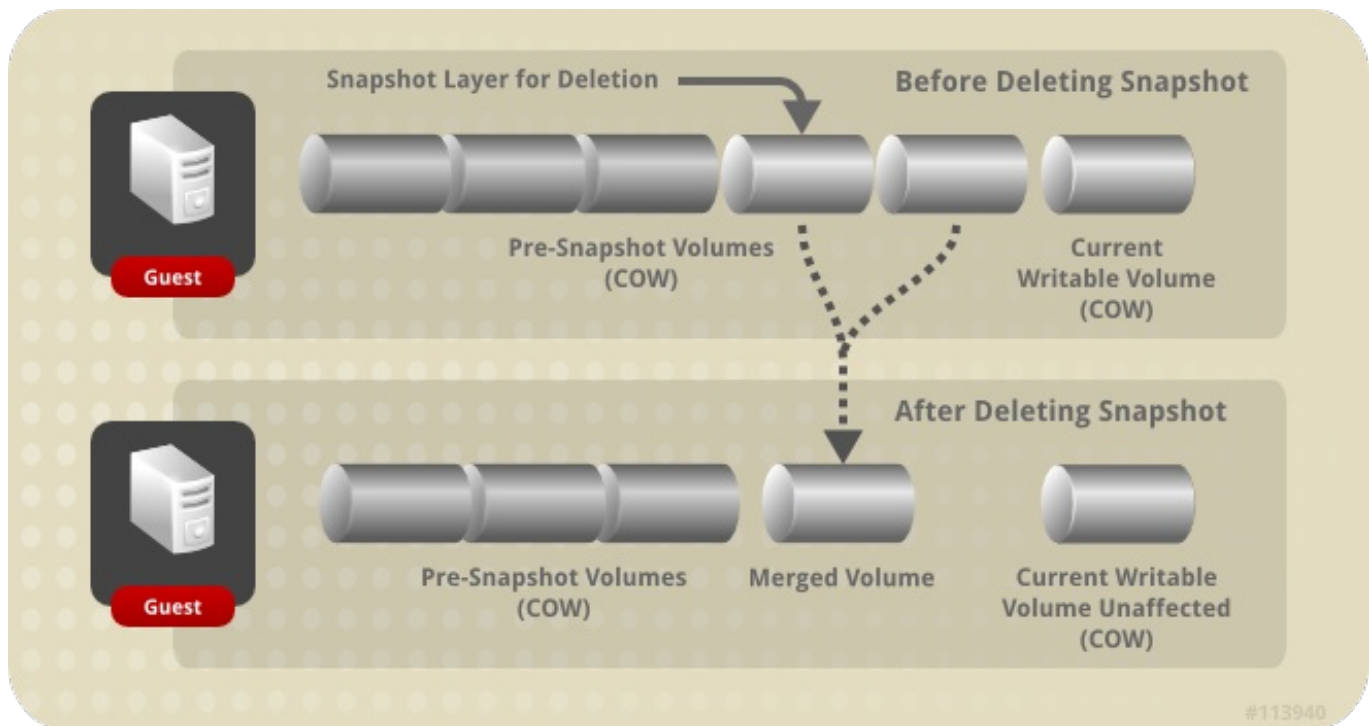 Snapshot Layer for Deletion
Before Deleting Snapshot
Guest
Pre-Snapshot Volumes
(COW)
Current
Writable Volume
(COW)
After Deleting Snapshot
Guest
Pre-Snapshot Volumes
(COW)
Merged Volume
Current Writable
Volume Unaffected
(COW)
#113940